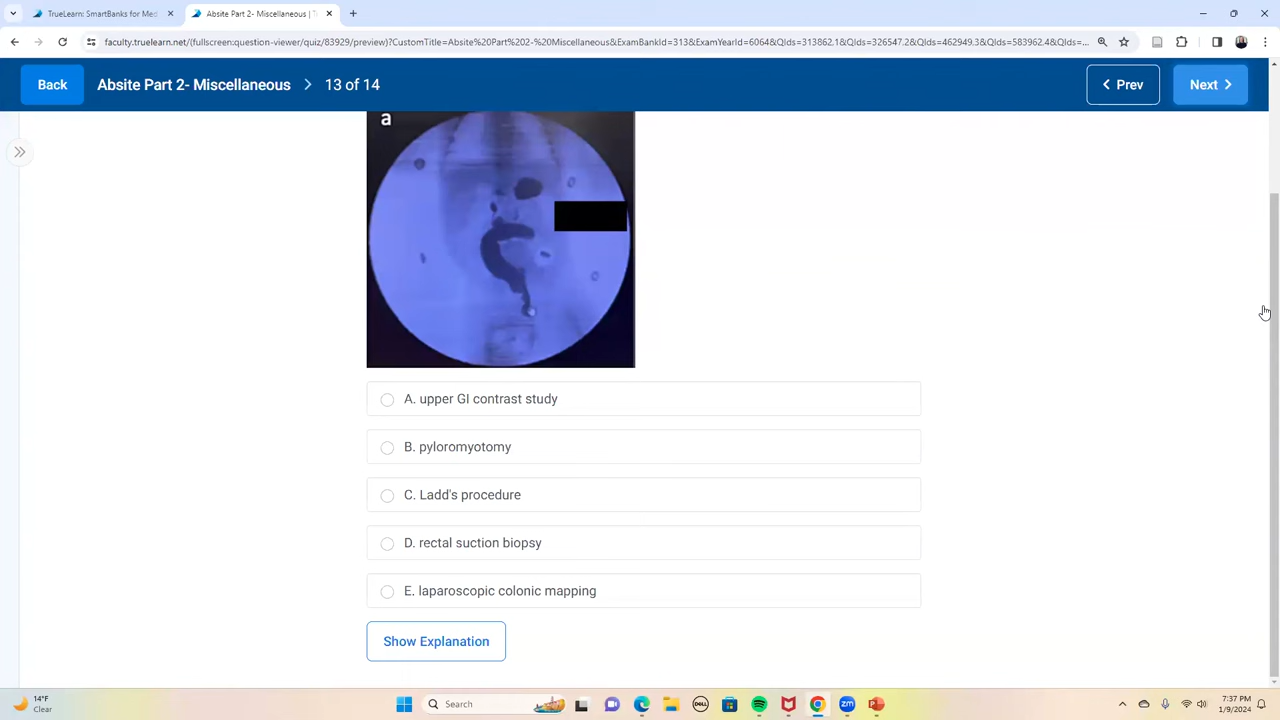 TrueLearn: SmartBanks for Med
Absite Part 2- Miscellaneous | T
faculty.truelearn.net/(fullscreen:question-viewer/quiz/83929/preview)?CustomTitle=Absite%20Part%202-%20Miscellaneous&ExamBankId=313&ExamYearId=6064&QIds=313862.1&QIds=326547.2&QIds=462949.3&QIds=583962.4&QIds=...
Back
Absite Part 2- Miscellaneous > 13 of 14
Prev
Next
a
A. upper GI contrast study
B. pyloromyotomy
C. Ladd's procedure
D. rectal suction biopsy
E. laparoscopic colonic mapping
Show Explanation
14°F
Clear
Search
DELL
zm
7:37 PM
1/9/2024